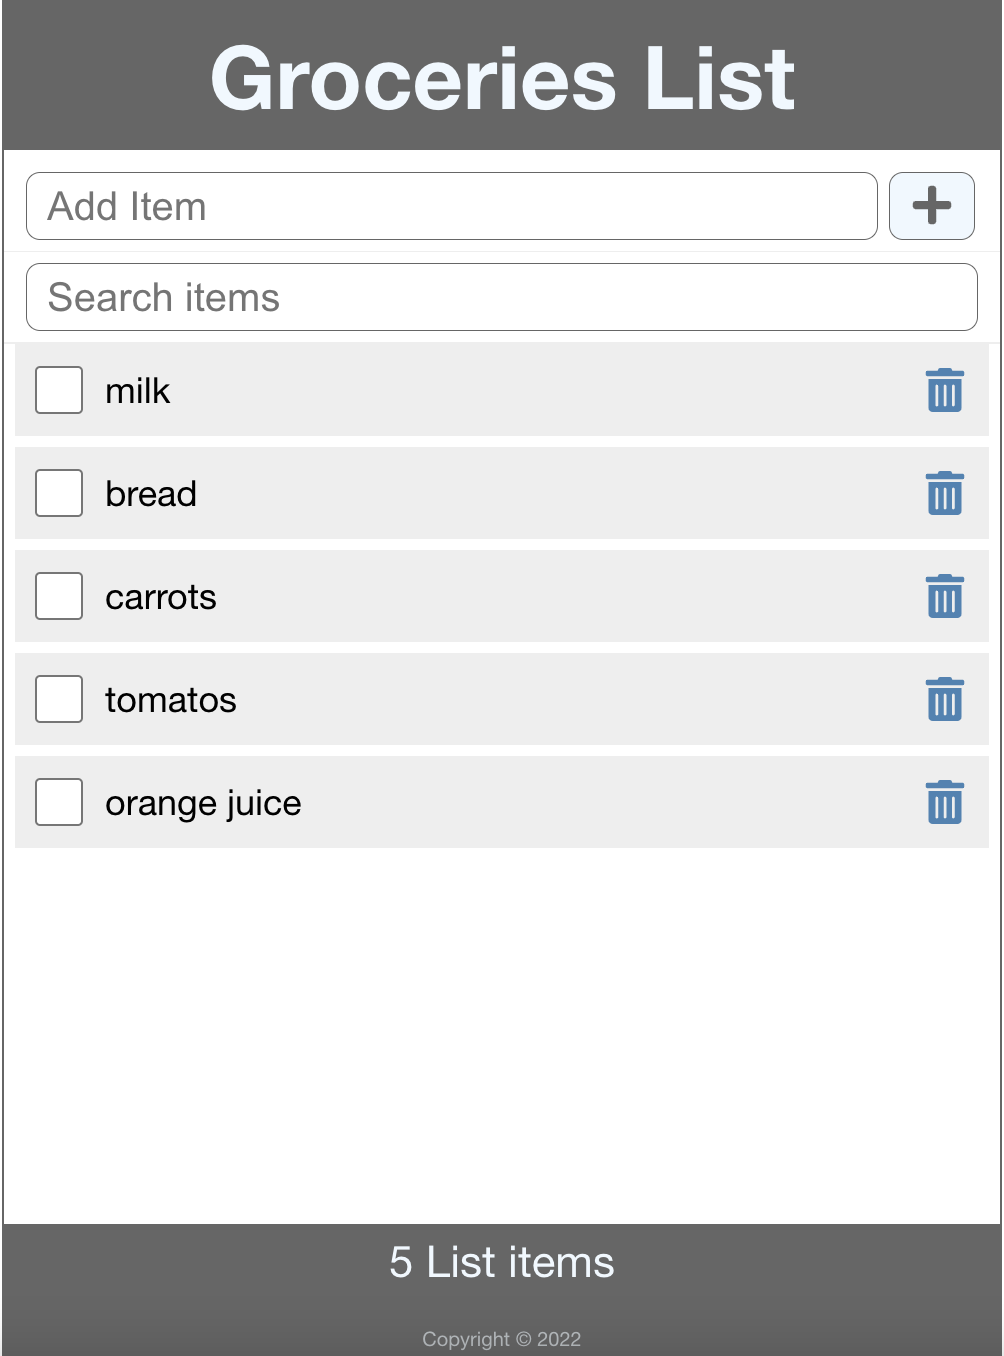 Groceries List
Add Item
Search items
milk
bread
carrots
tomatos
orange juice
5 List items
Copyright © 2022